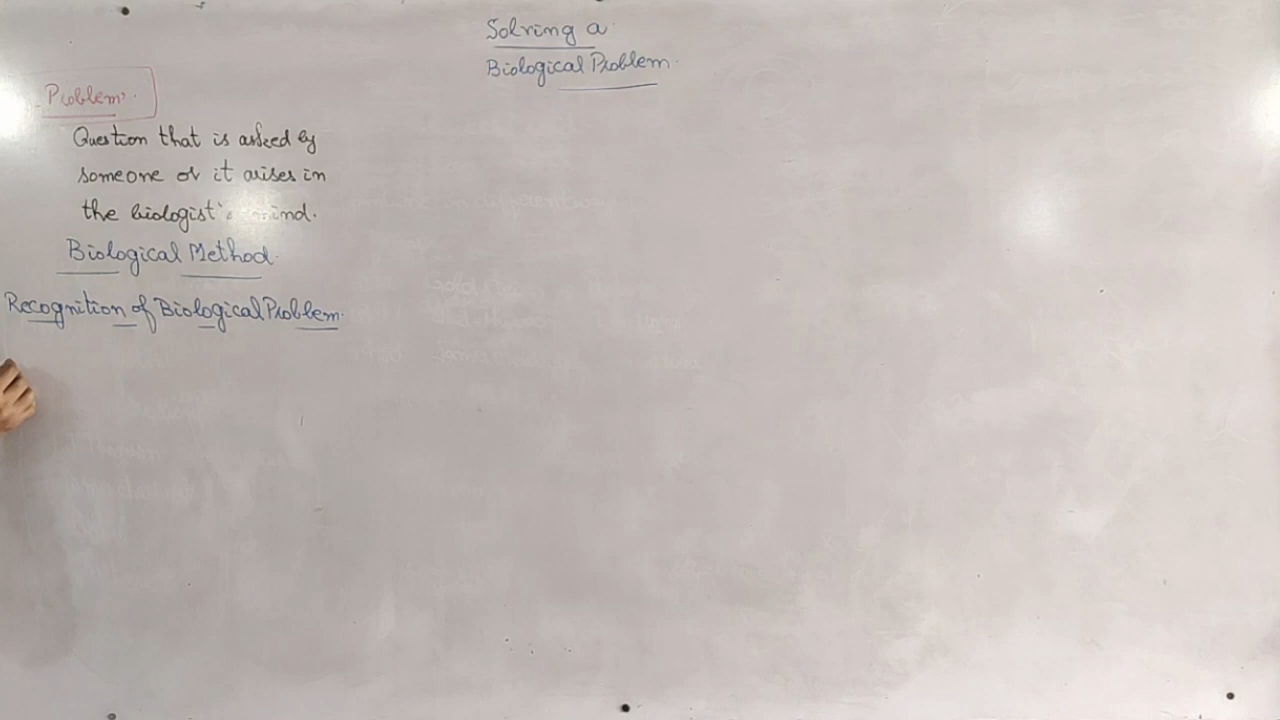 Solving a
Biological Problem
Problem:
Question that is asked by
someone or it arises in
the biologist's mind.
Biological Method
Recognition of Biological Problem